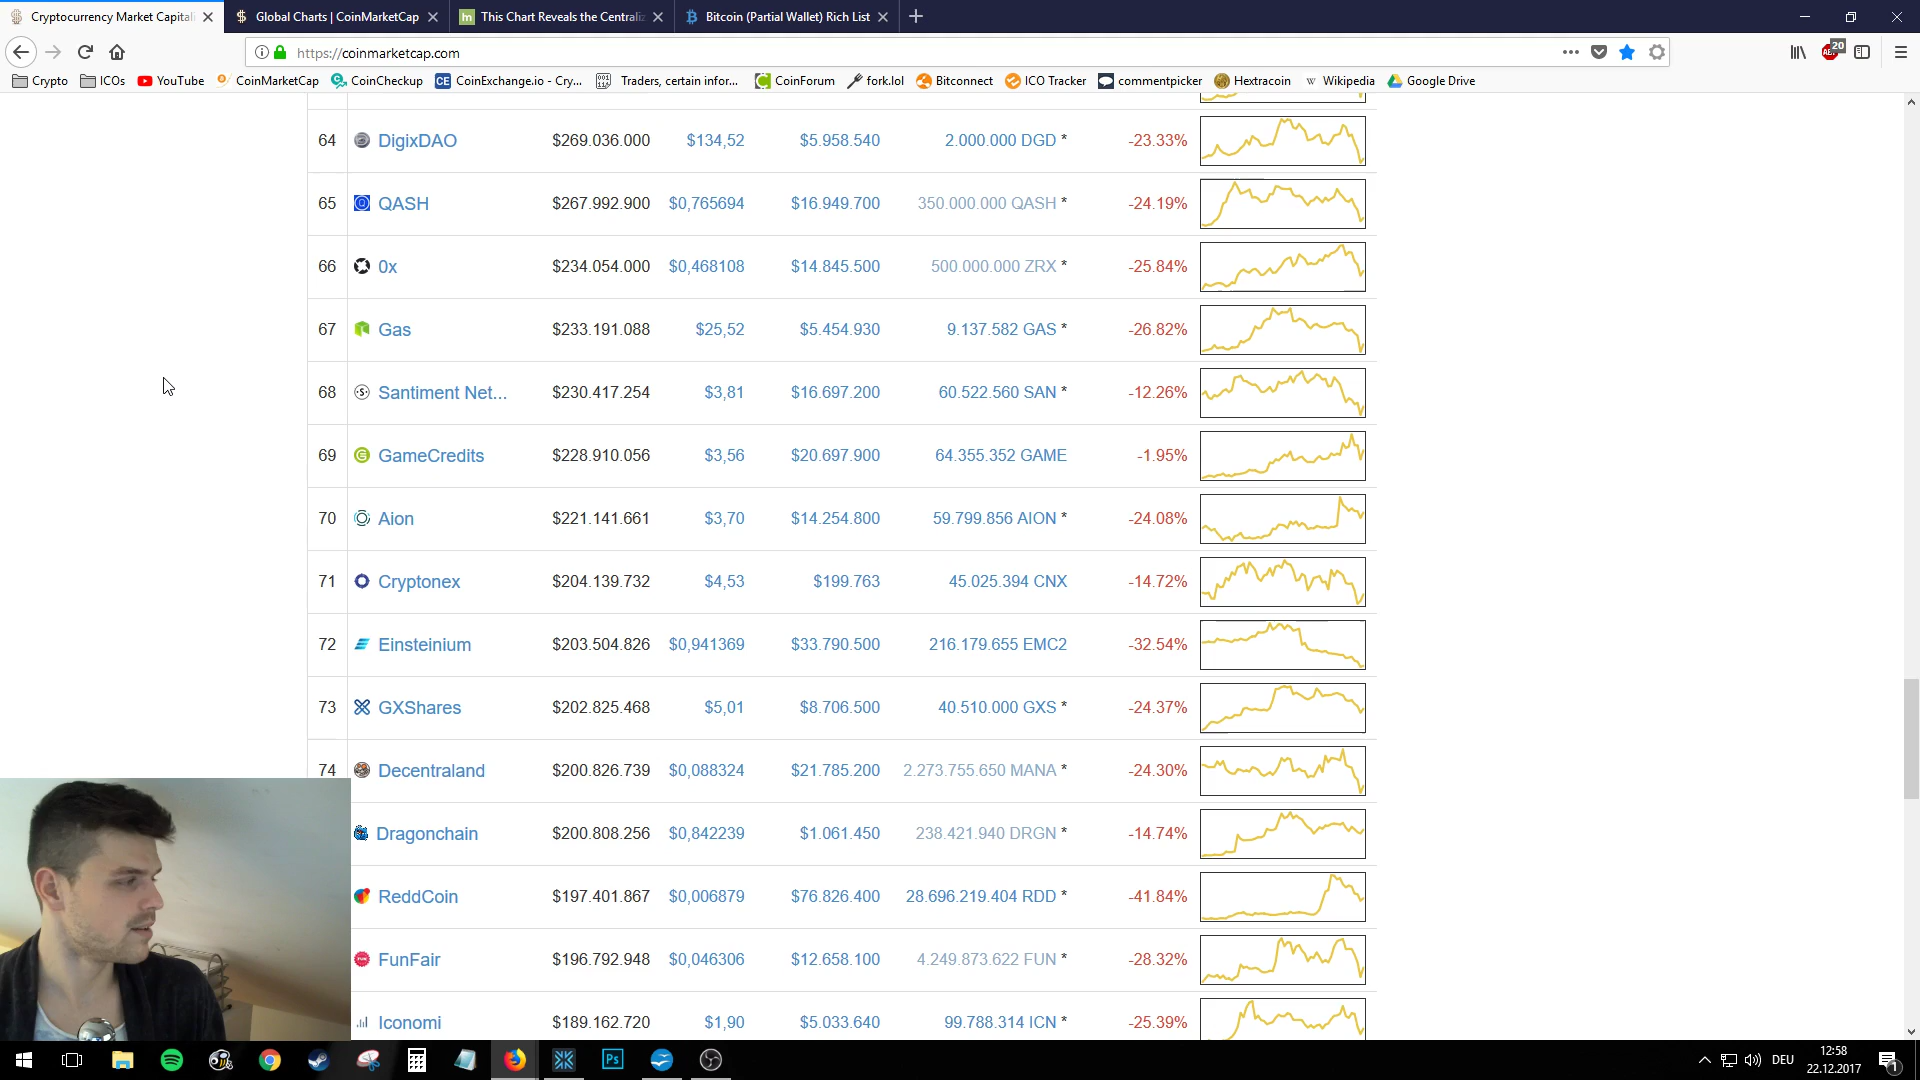 Cryptocurrency Market Capitali
Global Charts | CoinMarketCap
This Chart Reveals the Centraliz
Bitcoin (Partial Wallet) Rich List
https://coinmarketcap.com
20
Crypto ICOs YouTube CoinMarketCap CoinCheckup CE CoinExchange.io - Cry... Traders, certain infor... CoinForum fork.lol Bitconnect ICO Tracker commentpicker Hextracoin W Wikipedia Google Drive
64 DigixDAO $269.036.000 $134,52 $5.958.540 2.000.000 DGD * -23.33%
65 QASH $267.992.900 $0,765694 $16.949.700 350.000.000 QASH * -24.19%
66 0x $234.054.000 $0,468108 $14.845.500 500.000.000 ZRX * -25.84%
67 Gas $233.191.088 $25,52 $5.454.930 9.137.582 GAS * -26.82%
68 Santiment Net... $230.417.254 $3,81 $16.697.200 60.522.560 SAN * -12.26%
69 GameCredits $228.910.056 $3,56 $20.697.900 64.355.352 GAME -1.95%
70 Aion $221.141.661 $3,70 $14.254.800 59.799.856 AION * -24.08%
71 Cryptonex $204.139.732 $4,53 $199.763 45.025.394 CNX -14.72%
72 Einsteinium $203.504.826 $0,941369 $33.790.500 216.179.655 EMC2 -32.54%
73 GXShares $202.825.468 $5,01 $8.706.500 40.510.000 GXS * -24.37%
74 Decentraland $200.826.739 $0,088324 $21.785.200 2.273.755.650 MANA * -24.30%
Dragonchain $200.808.256 $0,842239 $1.061.450 238.421.940 DRGN * -14.74%
ReddCoin $197.401.867 $0,006879 $76.826.400 28.696.219.404 RDD * -41.84%
FunFair $196.792.948 $0,046306 $12.658.100 4.249.873.622 FUN * -28.32%
Iconomi $189.162.720 $1,90 $5.033.640 99.788.314 ICN * -25.39%
Ps
DEU
12:58
22.12.2017
1